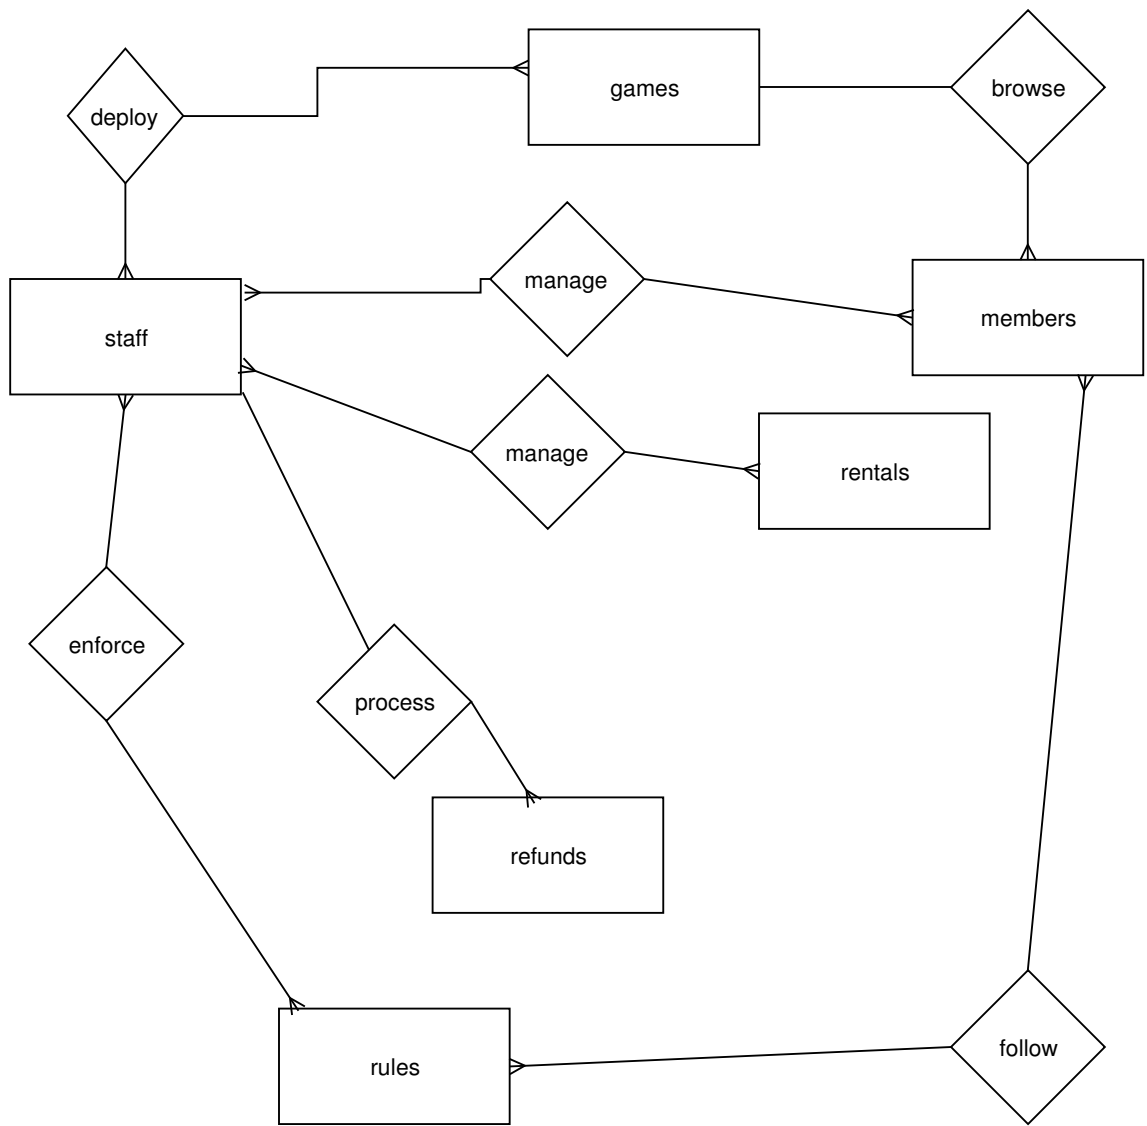 games
browse
deploy
manage
members
staff
manage
rentals
enforce
process
refunds
follow
rules